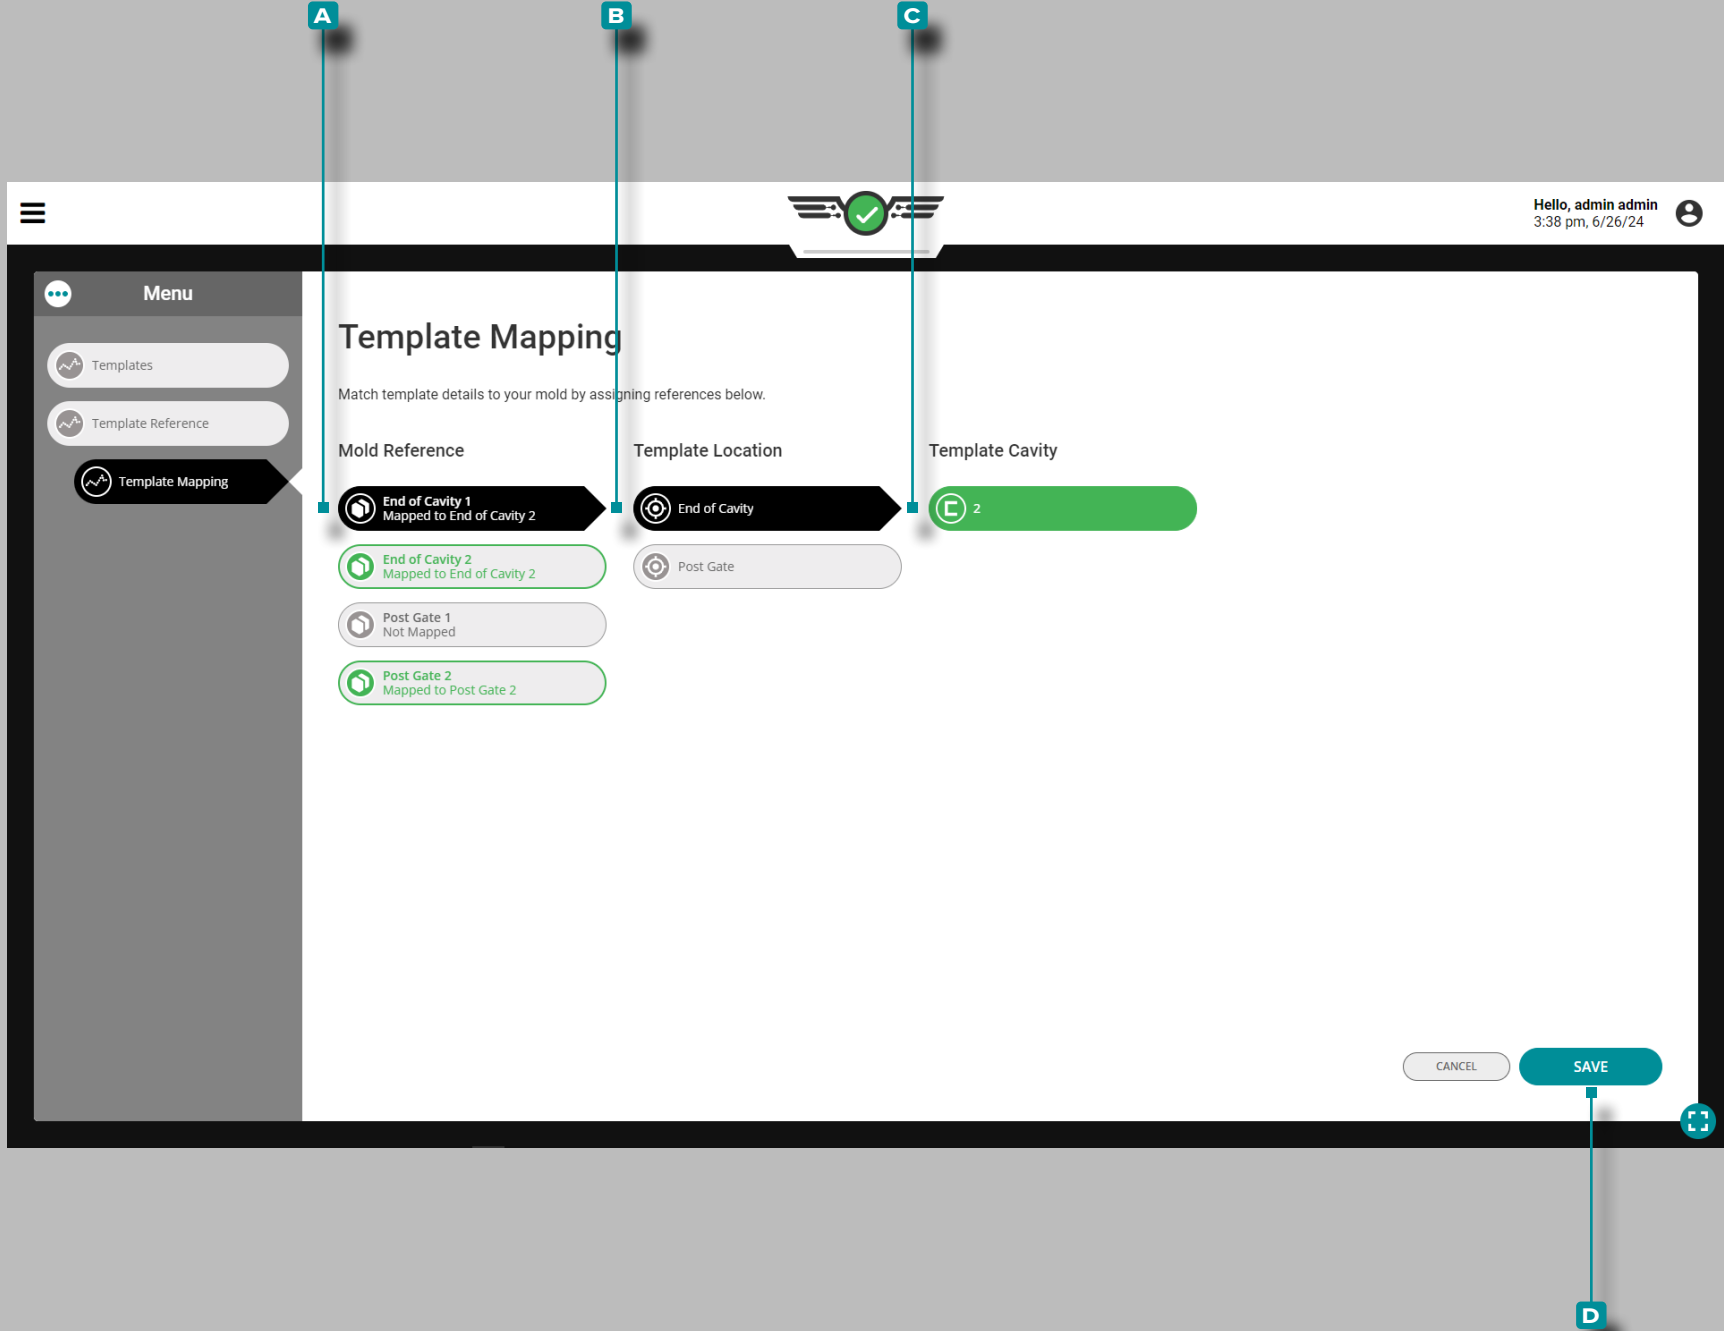 A
B
C
Hello, admin admin
3:38 pm, 6/26/24
Menu
Templates
Template Reference
Template Mapping
Template Mapping
Match template details to your mold by assigning references below.
Mold Reference
Template Location
Template Cavity
End of Cavity 1
Mapped to End of Cavity 2
End of Cavity
2
End of Cavity 2
Mapped to End of Cavity 2
Post Gate
Post Gate 1
Not Mapped
Post Gate 2
Mapped to Post Gate 2
CANCEL
SAVE
D